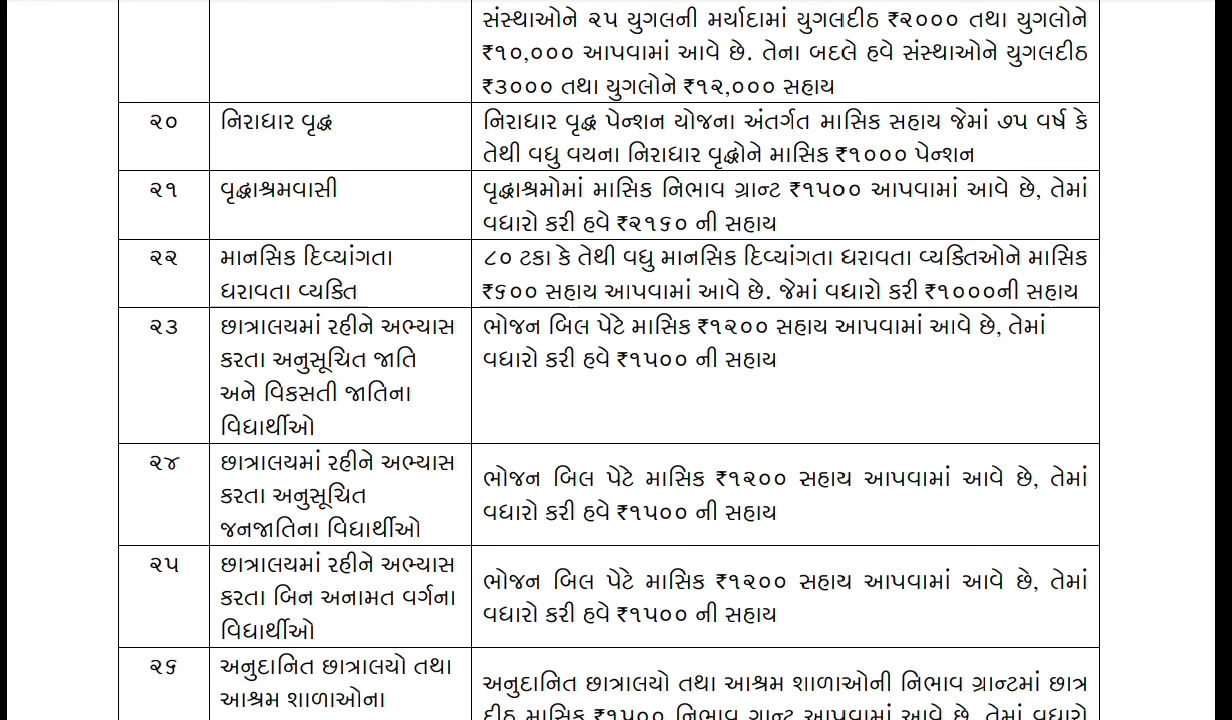 સંસ્થાઓને ૨૫ યુગલની મર્યાદામાં યુગલદીઠ ₹૨૦૦૦ તથા યુગલોને
₹૧૦,૦૦૦ આપવામાં આવે છે. તેના બદલે હવે સંસ્થાઓને યુગલદીઠ
₹૩૦૦૦ તથા યુગલોને ₹૧૨,૦૦૦ સહાય
૨૦
નિરાધાર વૃદ્ધ
નિરાધાર વૃદ્ધ પેન્શન યોજના અંતર્ગત માસિક સહાય જેમાં ૭૫ વર્ષ કે
તેથી વધુ વયના નિરાધાર વૃદ્ધોને માસિક ₹૧૦૦૦ પેન્શન
૨૧
વૃદ્ધાશ્રમવાસી
વૃદ્ધાશ્રમોમાં માસિક નિભાવ ગ્રાન્ટ ₹૧૫૦૦ આપવામાં આવે છે, તેમાં
વધારો કરી હવે ₹૨૧૬૦ ની સહાય
૨૨
માનસિક દિવ્યાંગતા
ધરાવતા વ્યક્તિ
૮૦ ટકા કે તેથી વધુ માનસિક દિવ્યાંગતા ધરાવતા વ્યક્તિઓને માસિક
₹૬૦૦ સહાય આપવામાં આવે છે. જેમાં વધારો કરી ₹૧૦૦૦ની સહાય
૨૩
છાત્રાલયમાં રહીને અભ્યાસ
કરતા અનુસૂચિત જાતિ
અને વિકસતી જાતિના
વિદ્યાર્થીઓ
ભોજન બિલ પેટે માસિક ₹૧૨૦૦ સહાય આપવામાં આવે છે, તેમાં
વધારો કરી હવે ₹૧૫૦૦ ની સહાય
૨૪
છાત્રાલયમાં રહીને અભ્યાસ
કરતા અનુસૂચિત
જનજાતિના વિદ્યાર્થીઓ
ભોજન બિલ પેટે માસિક ₹૧૨૦૦ સહાય આપવામાં આવે છે, તેમાં
વધારો કરી હવે ₹૧૫૦૦ ની સહાય
૨૫
છાત્રાલયમાં રહીને અભ્યાસ
કરતા બિન અનામત વર્ગના
વિદ્યાર્થીઓ
ભોજન બિલ પેટે માસિક ₹૧૨૦૦ સહાય આપવામાં આવે છે, તેમાં
વધારો કરી હવે ₹૧૫૦૦ ની સહાય
૨૬
અનુદાનિત છાત્રાલયો તથા
આશ્રમ શાળાઓના
અનુદાનિત છાત્રાલયો તથા આશ્રમ શાળાઓની નિભાવ ગ્રાન્ટમાં છાત્ર
દીઠ માસિક ₹૧૫૦૦ નિભાવ ગ્રાન્ટ આપવામાં આવે છે. તેમાં વધારો